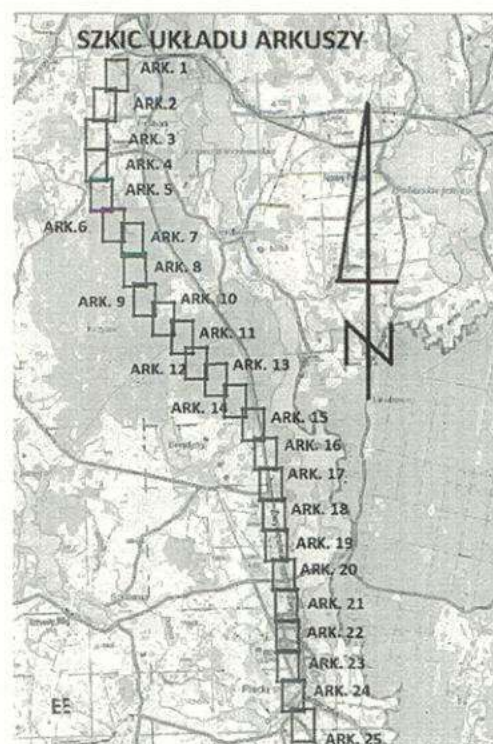 SZKIC UKŁADU ARKUSZY
ARK. 1
ARK. 2
ARK. 3
ARK. 4
ARK. 5
ARK.6
ARK. 7
ARK. 8
ARK. 9
ARK. 10
ARK. 11
ARK. 12
ARK. 13
ARK. 14
ARK. 15
ARK. 16
ARK. 17
ARK. 18
ARK. 19
ARK. 20
ARK. 21
ARK. 22
ARK. 23
ARK. 24
ARK. 25
N
EE